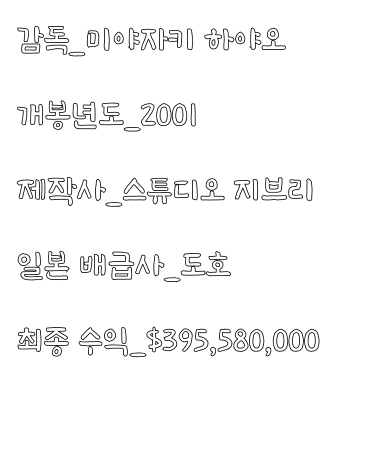 감독_미야자키 하야오
개봉년도_2001
제작사_스튜디오 지브리
일본 배급사_도호
최종 수익_$395,580,000